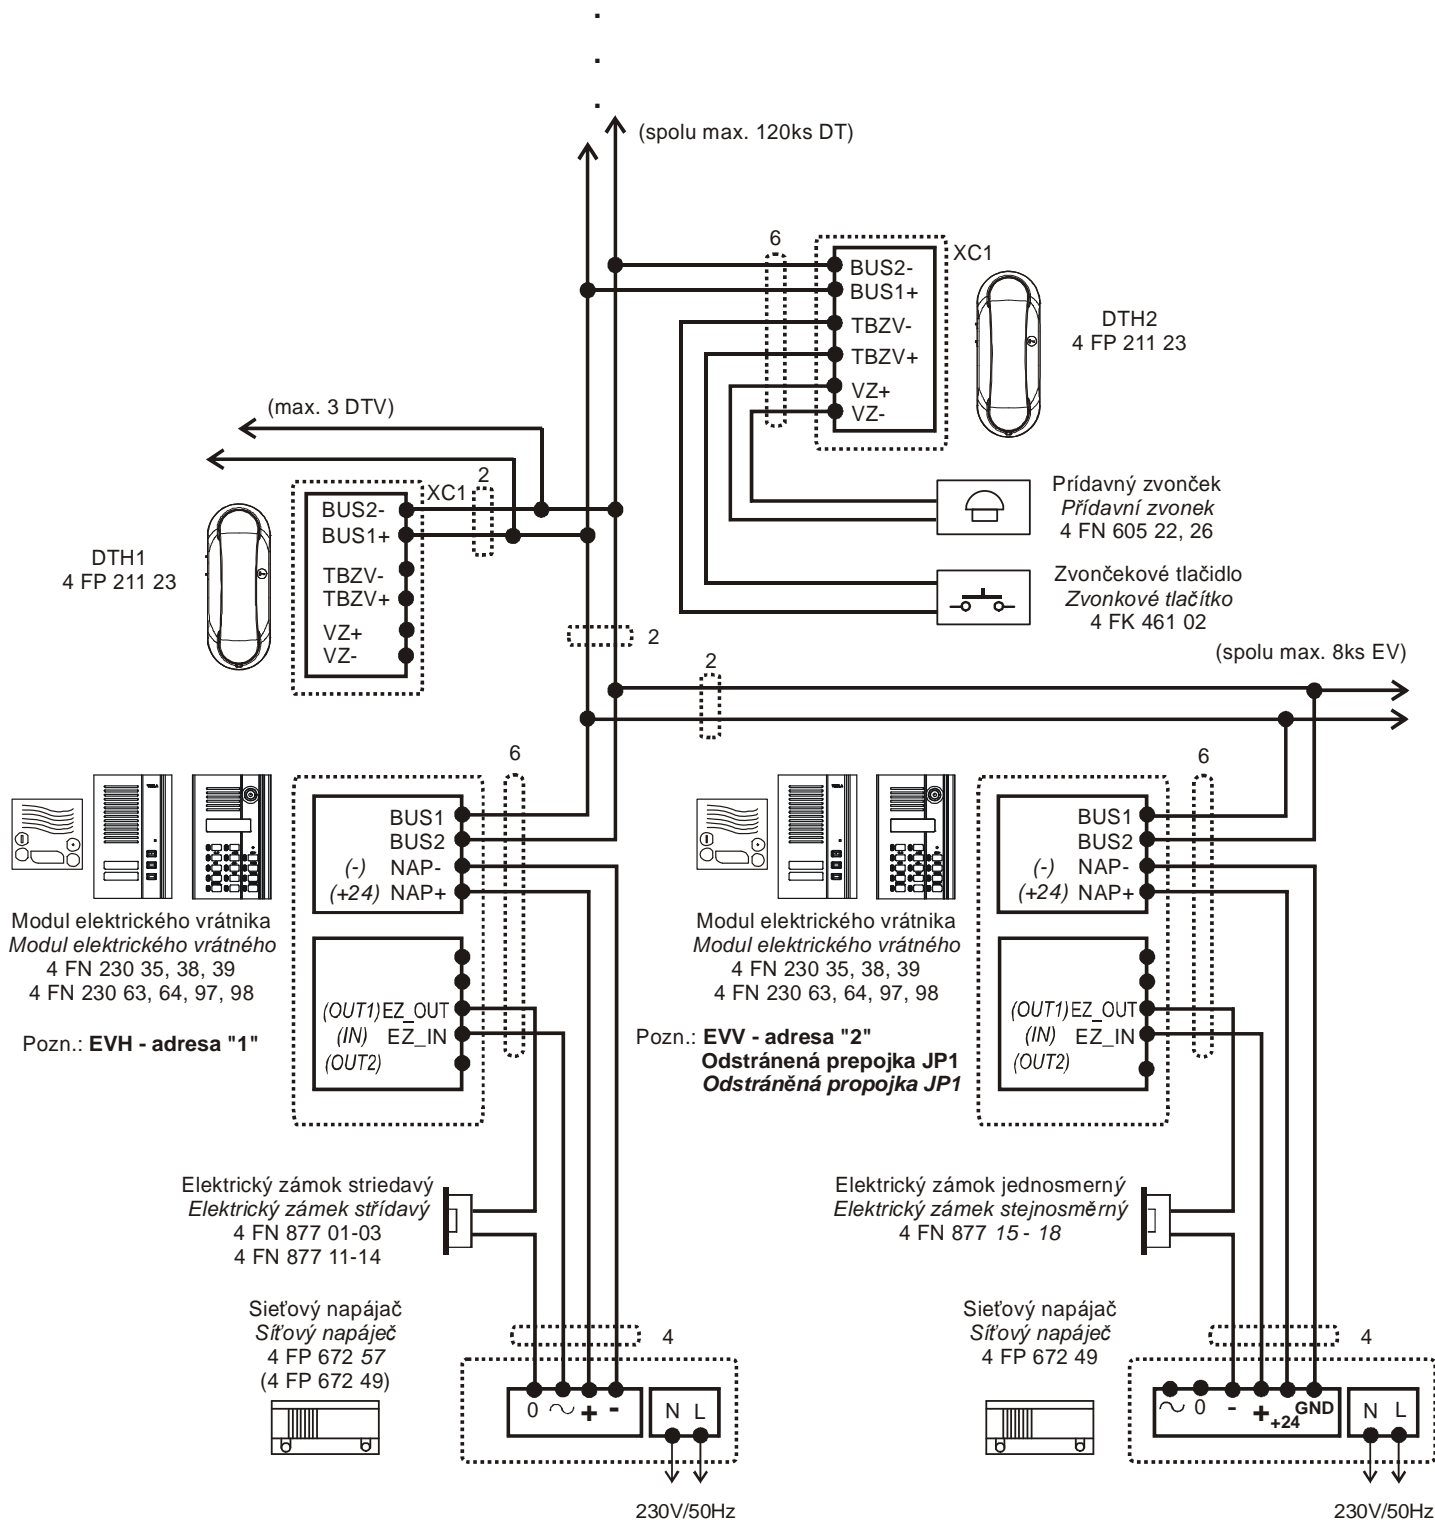 (spolu max. 120ks DT)
6
XC1
BUS2-
BUS1+
TBZV-
TBZV+
VZ+
VZ-
DTH2
4 FP 211 23
(max. 3 DTV)
2
XC1
BUS2-
BUS1+
TBZV-
TBZV+
VZ+
VZ-
DTH1
4 FP 211 23
Prídavný zvonček
Přídavní zvonek
4 FN 605 22, 26
Zvončekové tlačidlo
Zvonkové tlačítko
4 FK 461 02
2
2
(spolu max. 8ks EV)
6
BUS1
BUS2
(-) NAP-
(+24) NAP+
(OUT1) EZ_OUT
(IN) EZ_IN
(OUT2)
Modul elektrického vrátnika
Modul elektrického vrátného
4 FN 230 35, 38, 39
4 FN 230 63, 64, 97, 98
Pozn.: EVH - adresa "1"
6
BUS1
BUS2
(-) NAP-
(+24) NAP+
(OUT1) EZ_OUT
(IN) EZ_IN
(OUT2)
Modul elektrického vrátnika
Modul elektrického vrátného
4 FN 230 35, 38, 39
4 FN 230 63, 64, 97, 98
Pozn.: EVV - adresa "2"
Odstránená prepojka JP1
Odstráněná propojka JP1
Elektrický zámok striedavý
Elektrický zámek střídavý
4 FN 877 01-03
4 FN 877 11-14
Elektrický zámok jednosmerný
Elektrický zámek stejnosměrný
4 FN 877 15 - 18
Sieťový napájač
Síťový napáječ
4 FP 672 57
(4 FP 672 49)
4
0 ~ + -
N L
230V/50Hz
Sieťový napájač
Síťový napáječ
4 FP 672 49
4
~ 0 - + +24 GND
N L
230V/50Hz